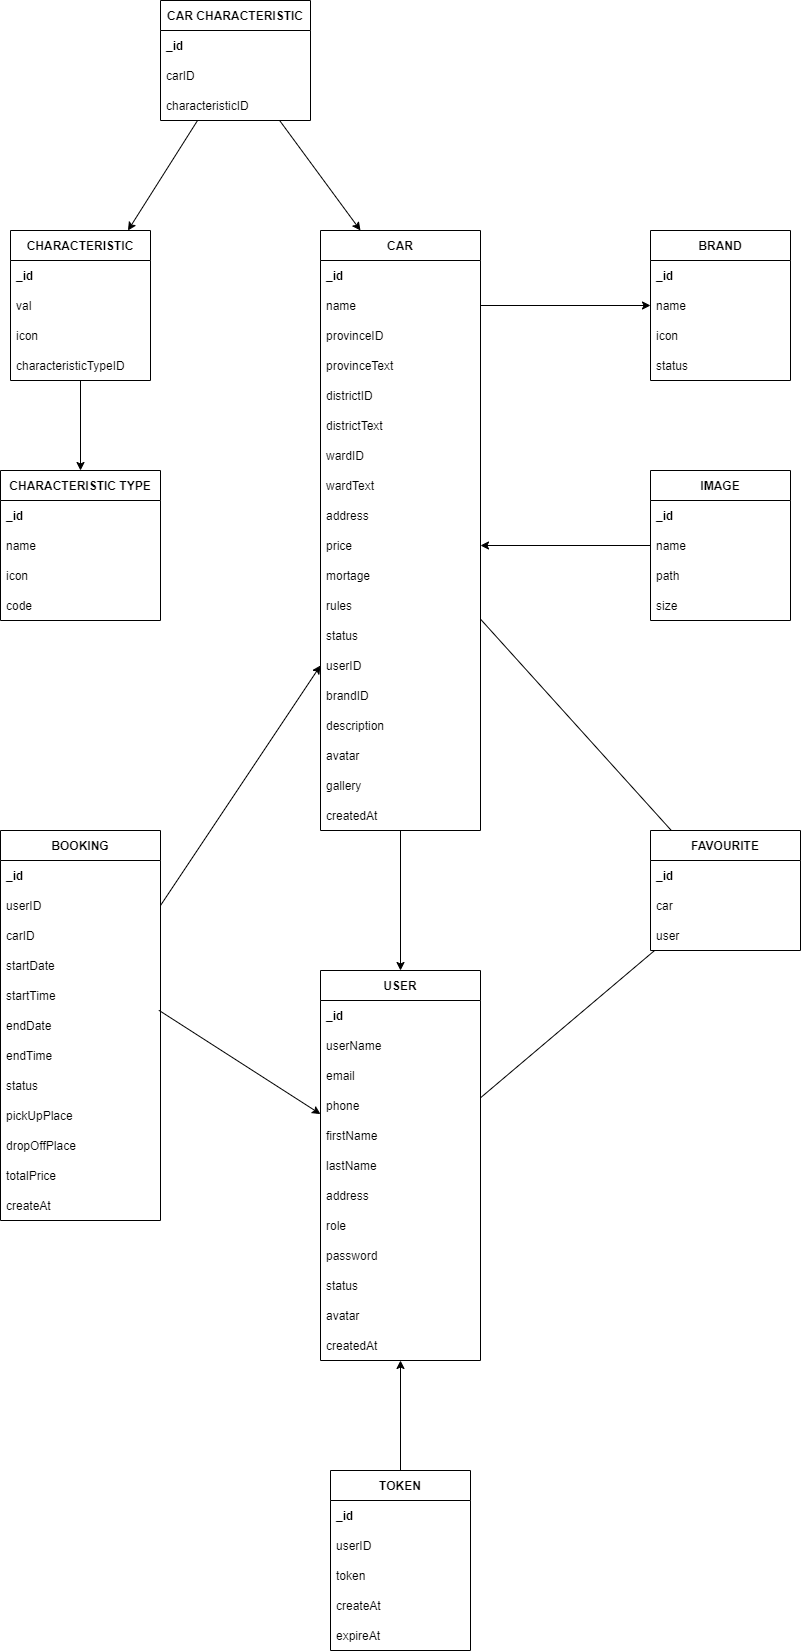 CAR CHARACTERISTIC
_id
carID
characteristicID
CHARACTERISTIC
_id
val
icon
characteristicTypeID
CAR
_id
name
provinceID
provinceText
districtID
districtText
wardID
wardText
address
price
mortage
rules
status
userID
brandID
description
avatar
gallery
createdAt
BRAND
_id
name
icon
status
CHARACTERISTIC TYPE
_id
name
icon
code
IMAGE
_id
name
path
size
BOOKING
_id
userID
carID
startDate
startTime
endDate
endTime
status
pickUpPlace
dropOffPlace
totalPrice
createAt
FAVOURITE
_id
car
user
USER
_id
userName
email
phone
firstName
lastName
address
role
password
status
avatar
createdAt
TOKEN
_id
userID
token
createAt
expireAt